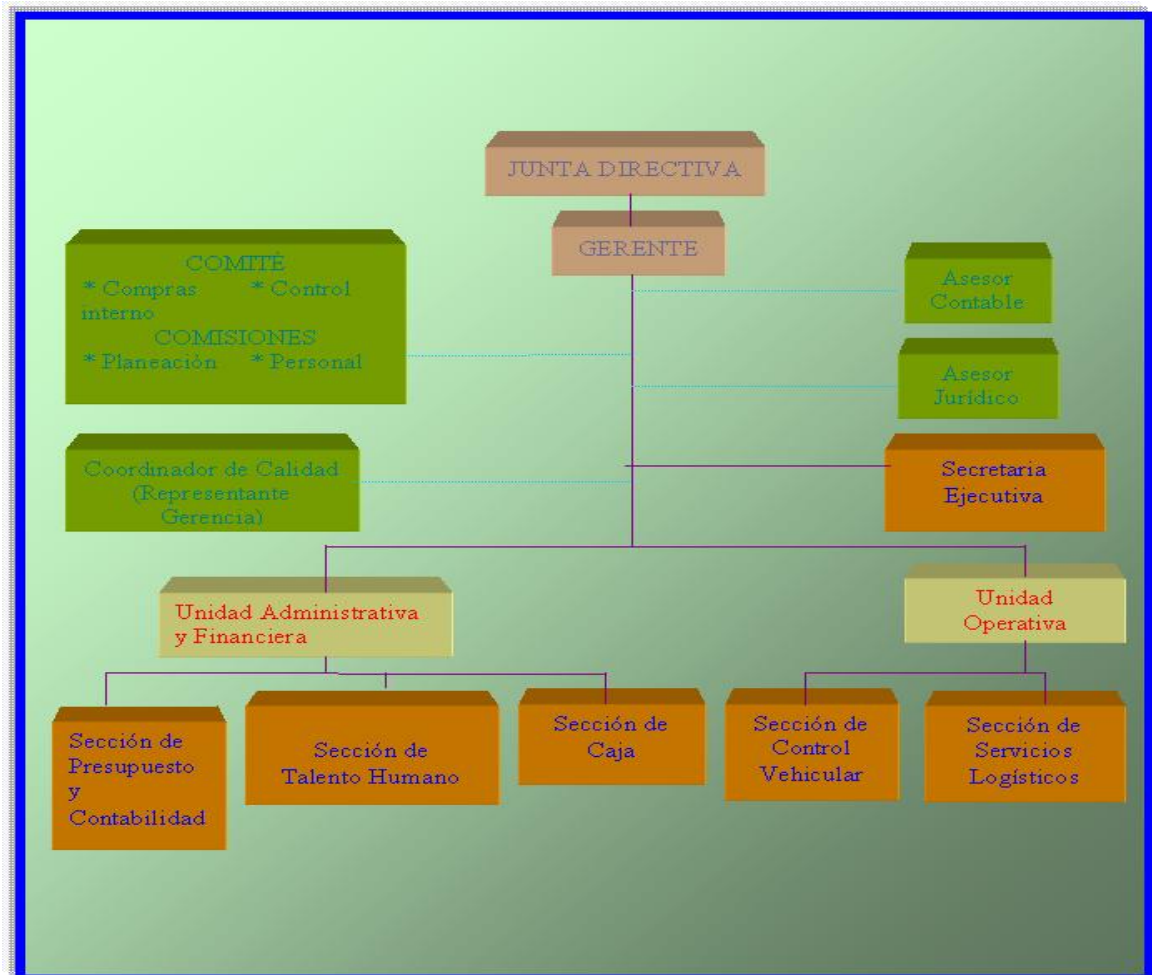 JUNTA DIRECTIVA
GERENTE
COMITÉ
* Compras * Control
interno
COMISIONES
* Planeación * Personal
Asesor
Contable
Asesor
Jurídico
Coordinador de Calidad
(Representante
Gerencia)
Secretaria
Ejecutiva
Unidad Administrativa
y Financiera
Unidad
Operativa
Sección de
Presupuesto
y
Contabilidad
Sección de
Talento Humano
Sección de
Caja
Sección de
Control
Vehicular
Sección de
Servicios
Logísticos